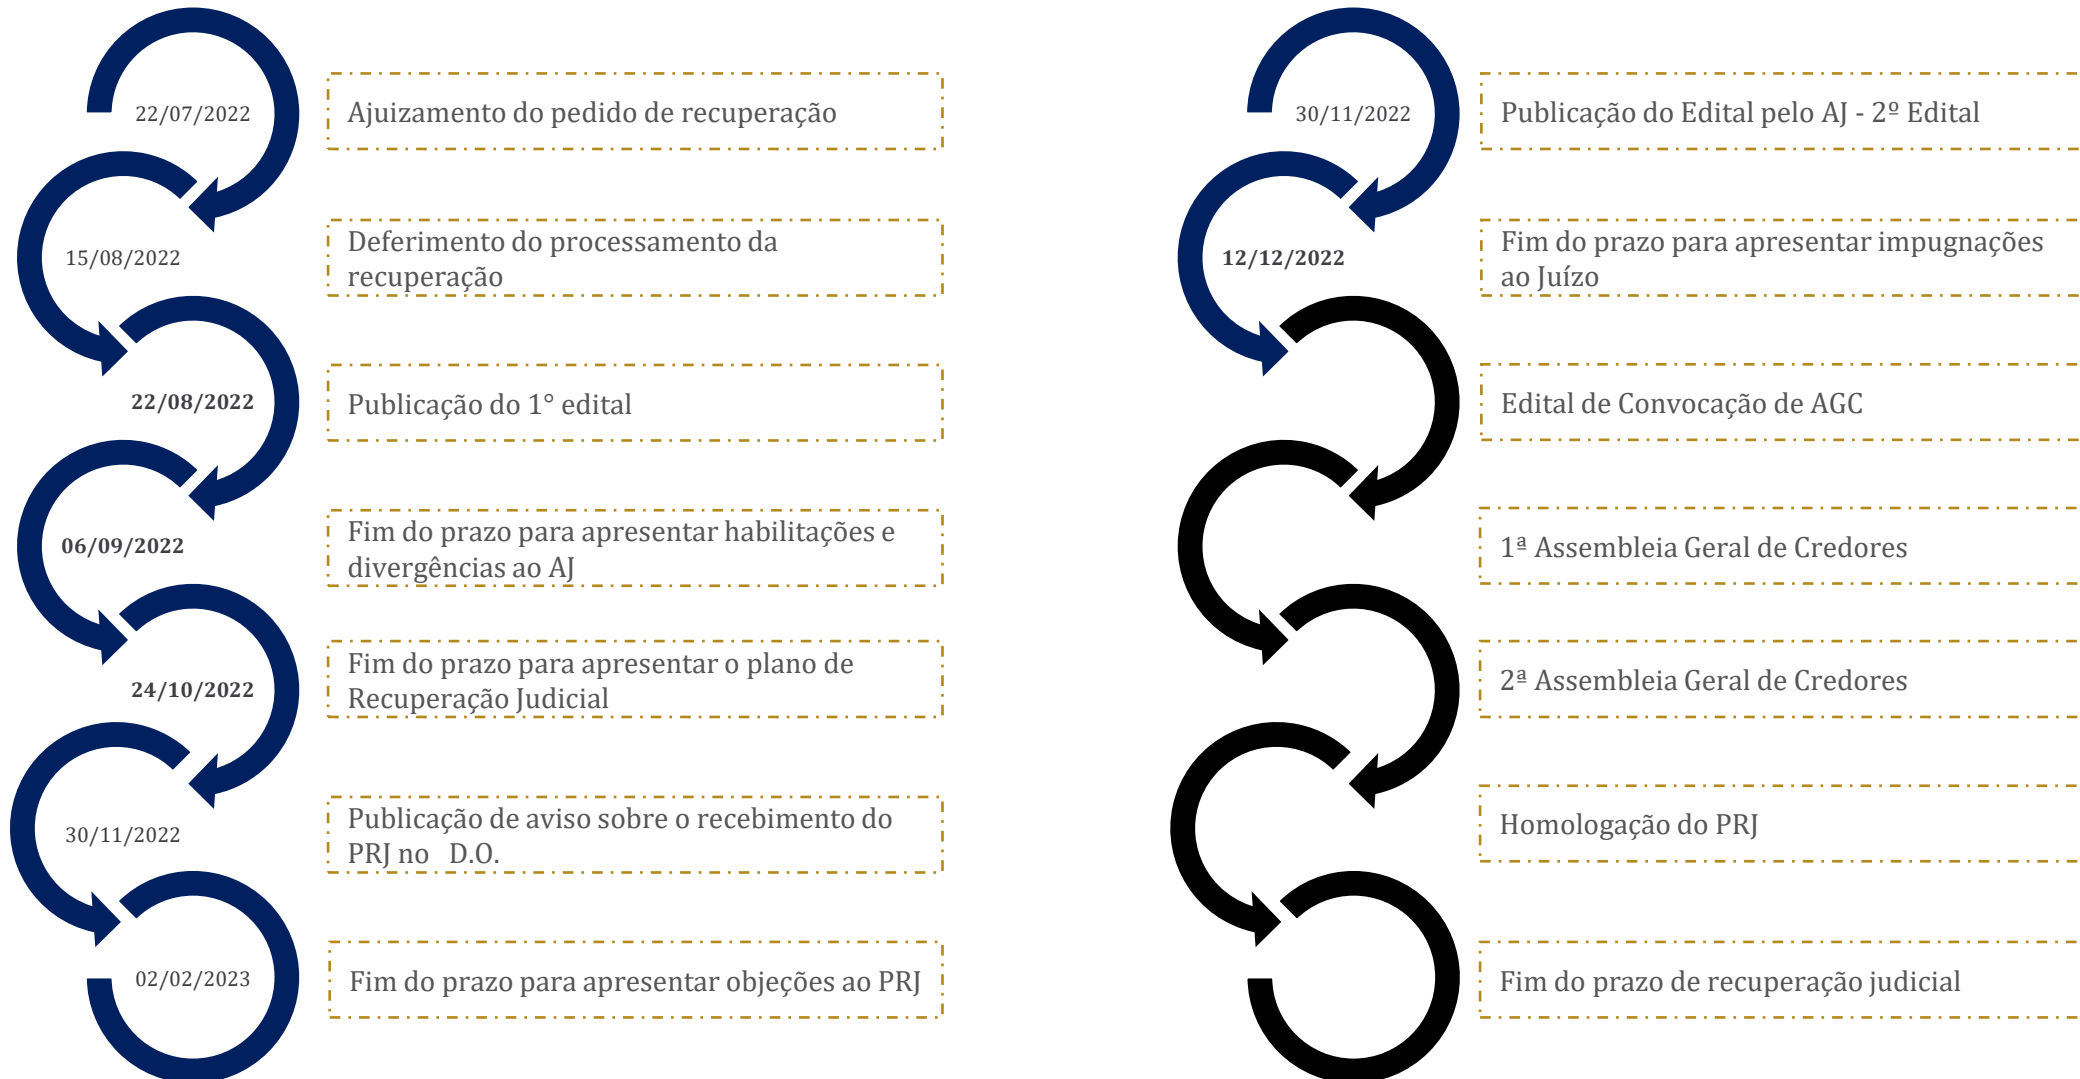 22/07/2022
Ajuizamento do pedido de recuperação
15/08/2022
Deferimento do processamento da
recuperação
22/08/2022
Publicação do 1° edital
06/09/2022
Fim do prazo para apresentar habilitações e
divergências ao AJ
24/10/2022
Fim do prazo para apresentar o plano de
Recuperação Judicial
30/11/2022
Publicação de aviso sobre o recebimento do
PRJ no D.O.
02/02/2023
Fim do prazo para apresentar objeções ao PRJ
30/11/2022
Publicação do Edital pelo AJ - 2º Edital
12/12/2022
Fim do prazo para apresentar impugnações
ao Juízo
Edital de Convocação de AGC
1ª Assembleia Geral de Credores
2ª Assembleia Geral de Credores
Homologação do PRJ
Fim do prazo de recuperação judicial